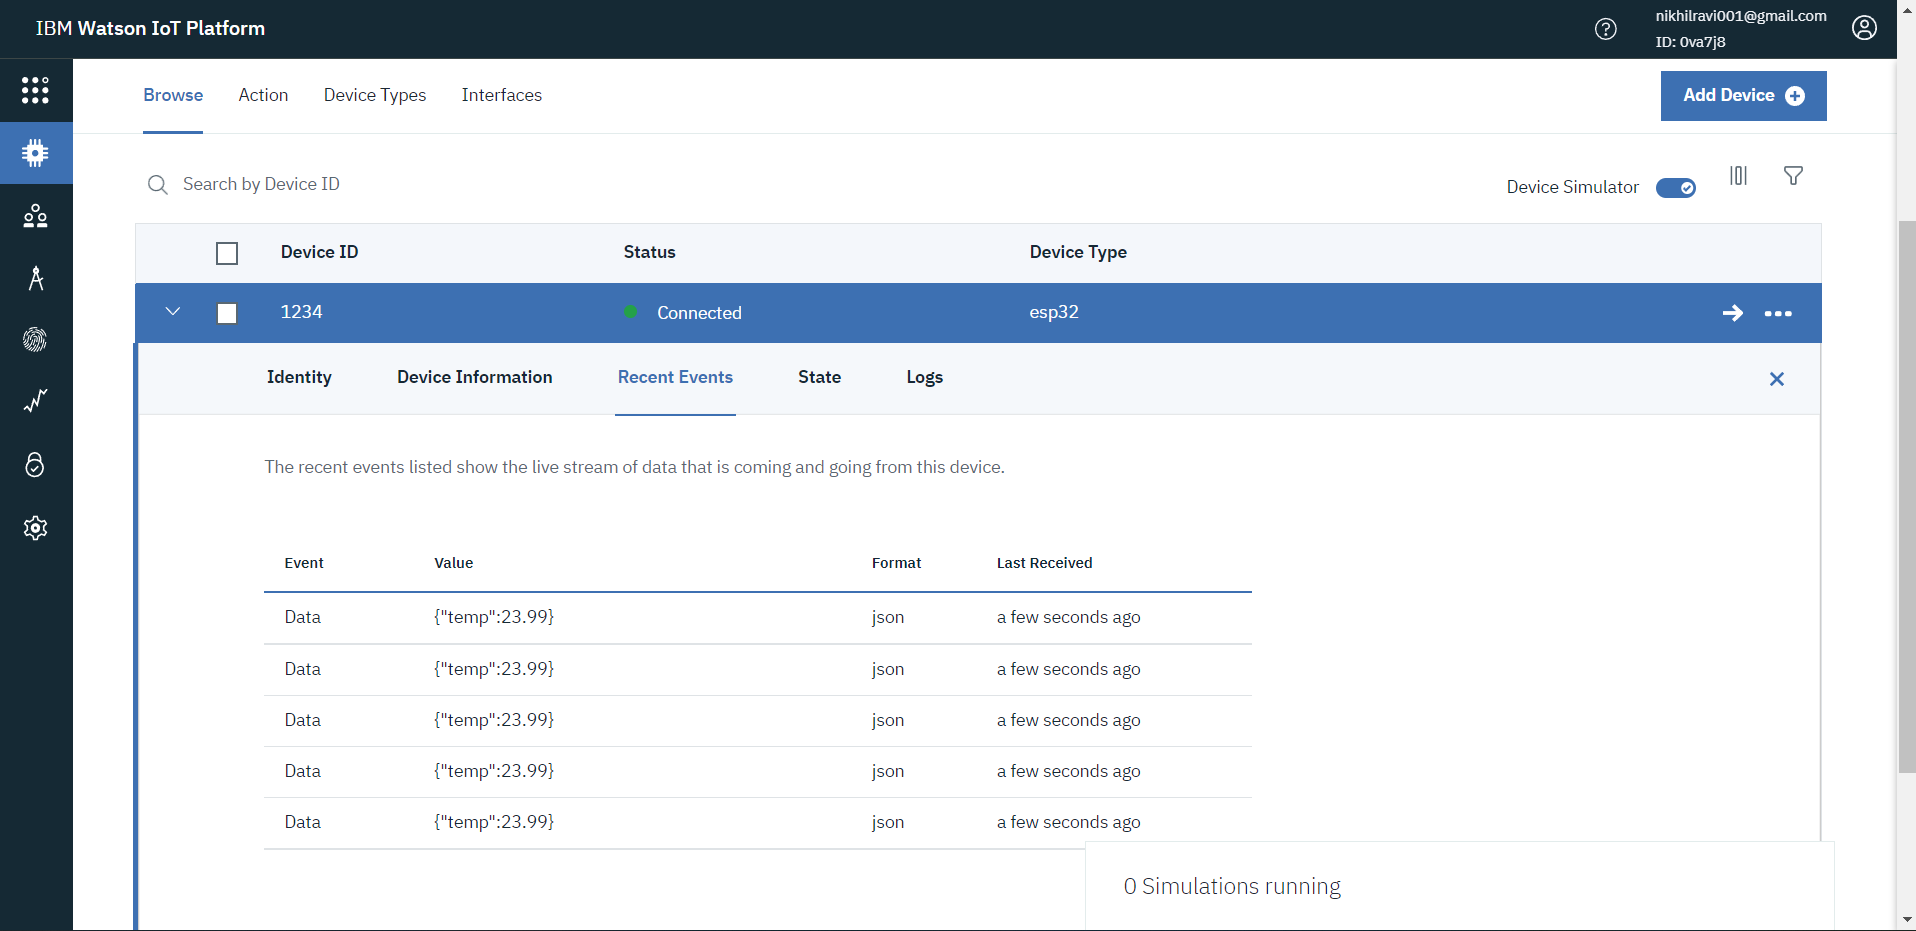 IBM Watson IoT Platform
nikhilravi001@gmail.com
ID: 0va7j8
Browse Action Device Types Interfaces
Add Device
Search by Device ID
Device Simulator
Device ID Status Device Type
1234 Connected esp32
Identity Device Information Recent Events State Logs
The recent events listed show the live stream of data that is coming and going from this device.
Event Value Format Last Received
Data {"temp":23.99} json a few seconds ago
Data {"temp":23.99} json a few seconds ago
Data {"temp":23.99} json a few seconds ago
Data {"temp":23.99} json a few seconds ago
Data {"temp":23.99} json a few seconds ago
0 Simulations running